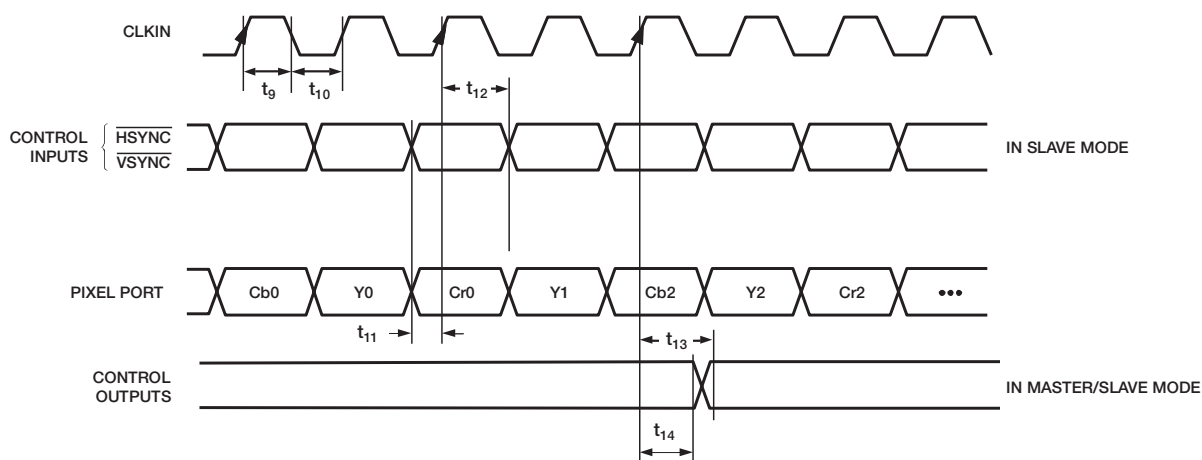 CLKIN
t9
t10
t12
CONTROL
INPUTS
HSYNC
VSYNC
IN SLAVE MODE
PIXEL PORT
Cb0
Y0
Cr0
Y1
Cb2
Y2
Cr2
•••
t11
t13
CONTROL
OUTPUTS
IN MASTER/SLAVE MODE
t14